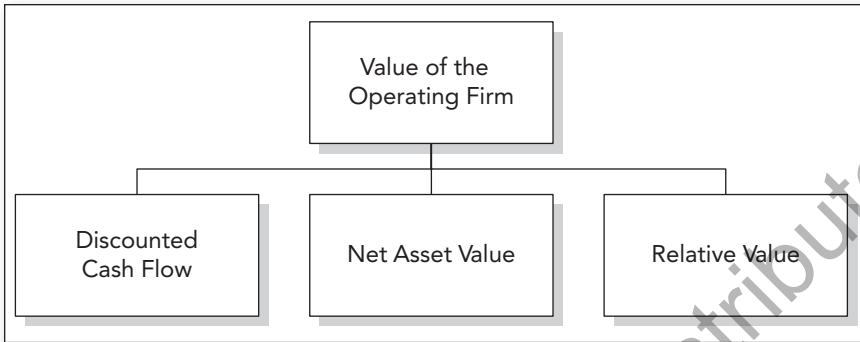 Value of the
Operating Firm
Discounted
Cash Flow
Net Asset Value
Relative Value